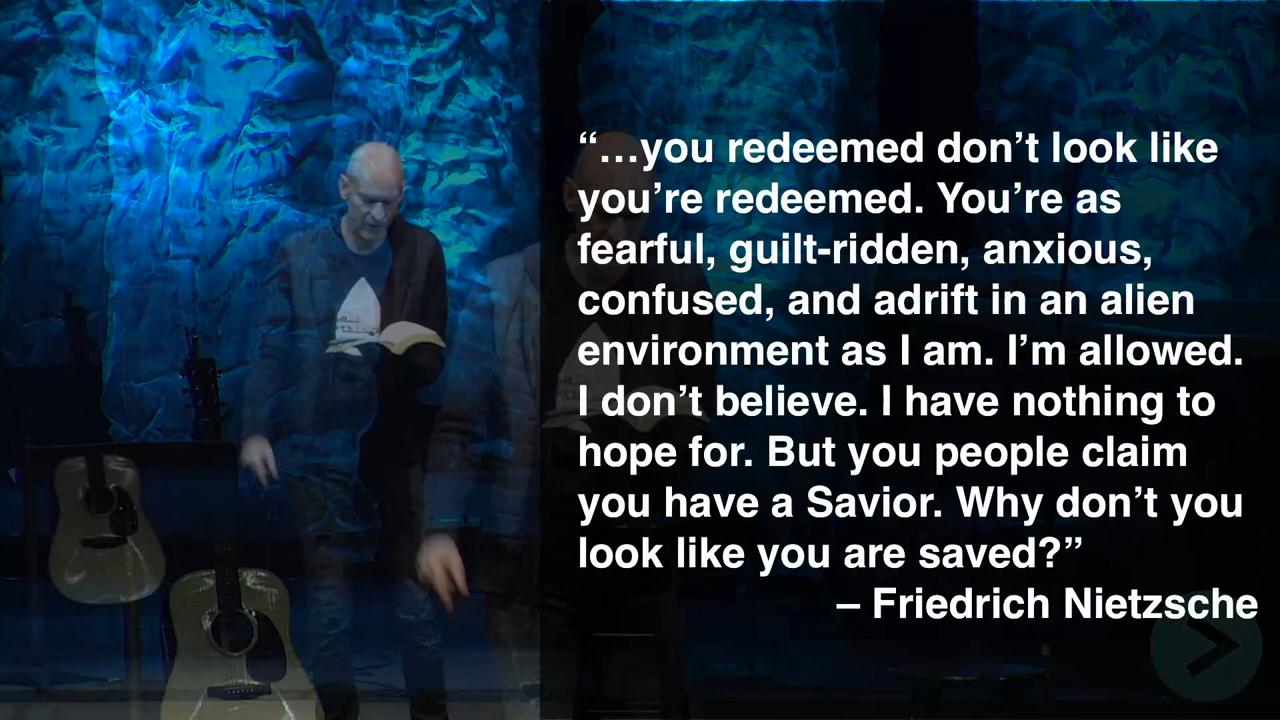 “…you redeemed don’t look like
you’re redeemed. You’re as
fearful, guilt-ridden, anxious,
confused, and adrift in an alien
environment as I am. I’m allowed.
I don’t believe. I have nothing to
hope for. But you people claim
you have a Savior. Why don’t you
look like you are saved?”
– Friedrich Nietzsche